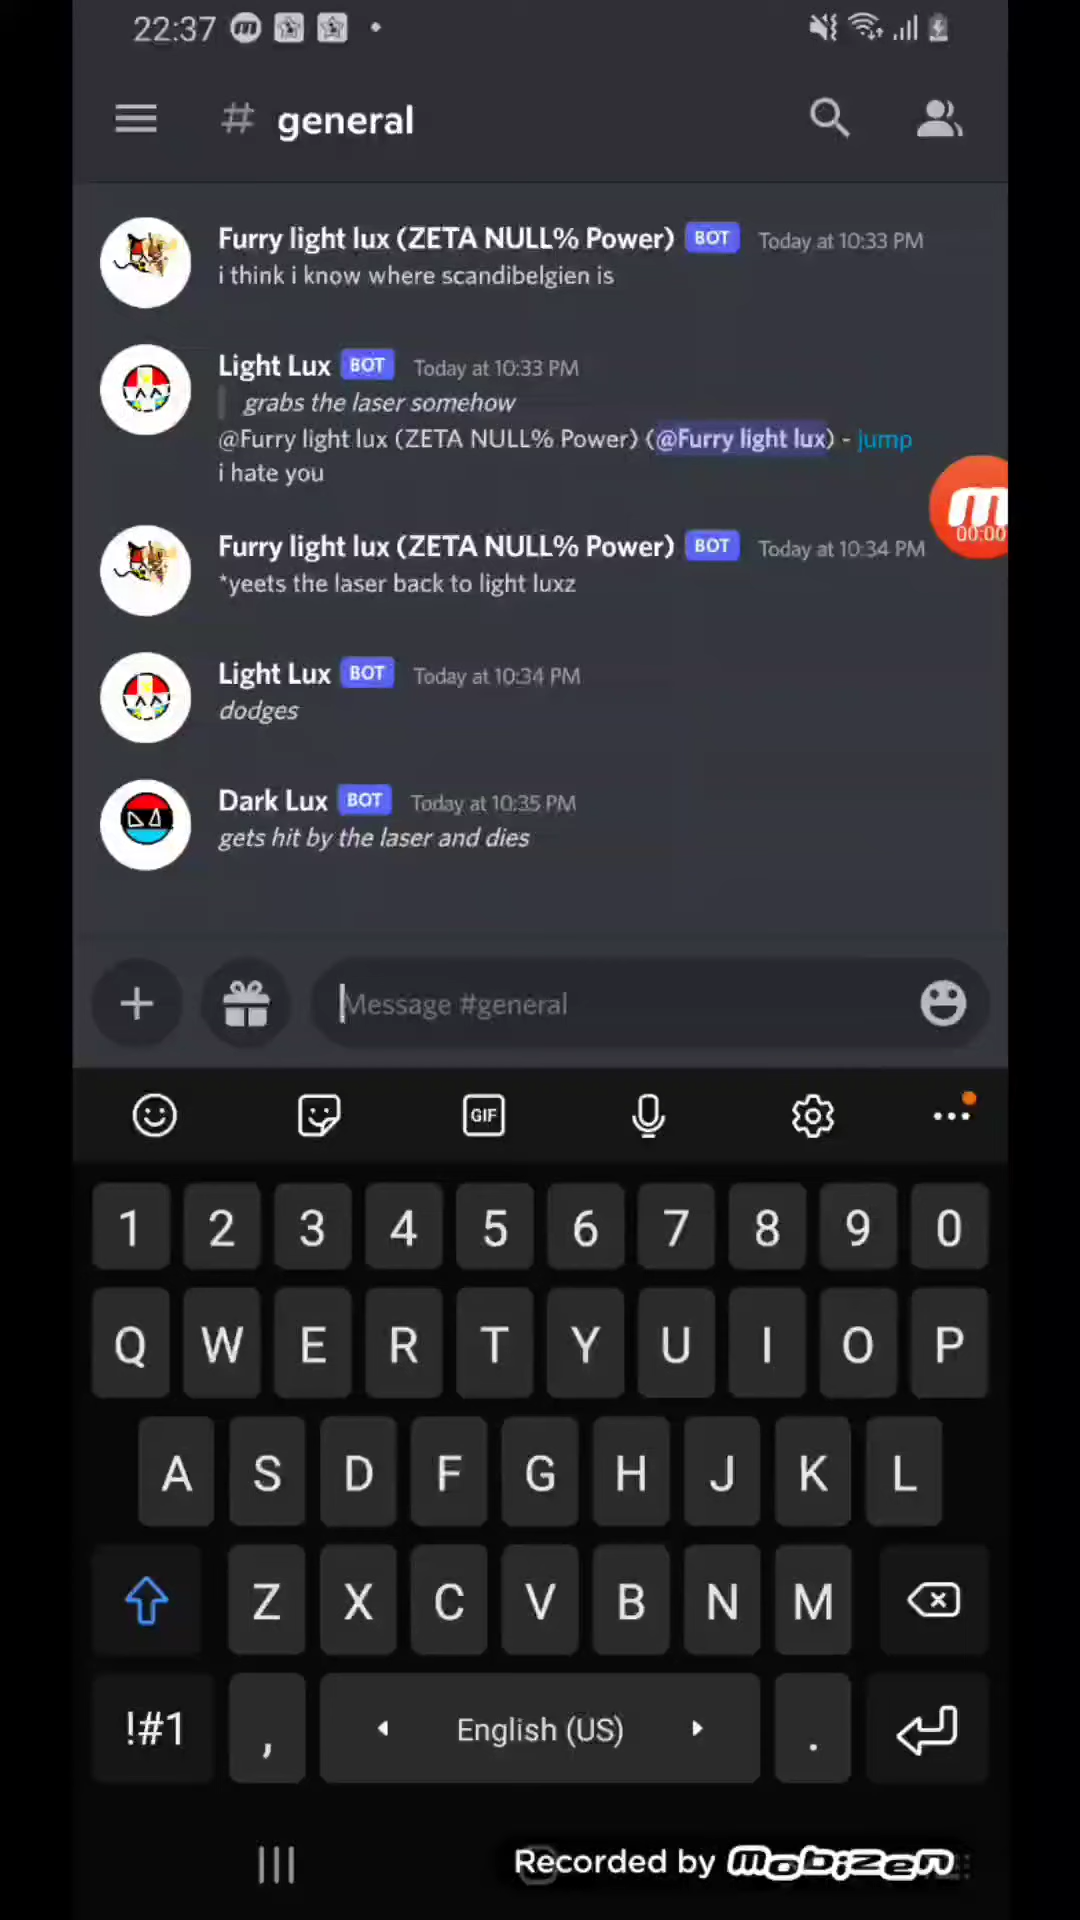 22:37
# general
Furry light lux (ZETA NULL% Power) BOT Today at 10:33 PM
i think i know where scandibelgien is
Light Lux BOT Today at 10:33 PM
grabs the laser somehow
@Furry light lux (ZETA NULL% Power) (@Furry light lux) - jump
i hate you
00:00
Furry light lux (ZETA NULL% Power) BOT Today at 10:34 PM
*yeets the laser back to light luxz
Light Lux BOT Today at 10:34 PM
dodges
Dark Lux BOT Today at 10:35 PM
gets hit by the laser and dies
Message #general
GIF
1 2 3 4 5 6 7 8 9 0
Q W E R T Y U I O P
A S D F G H J K L
Z X C V B N M
!#1 , English (US) .
Recorded by Mobizen